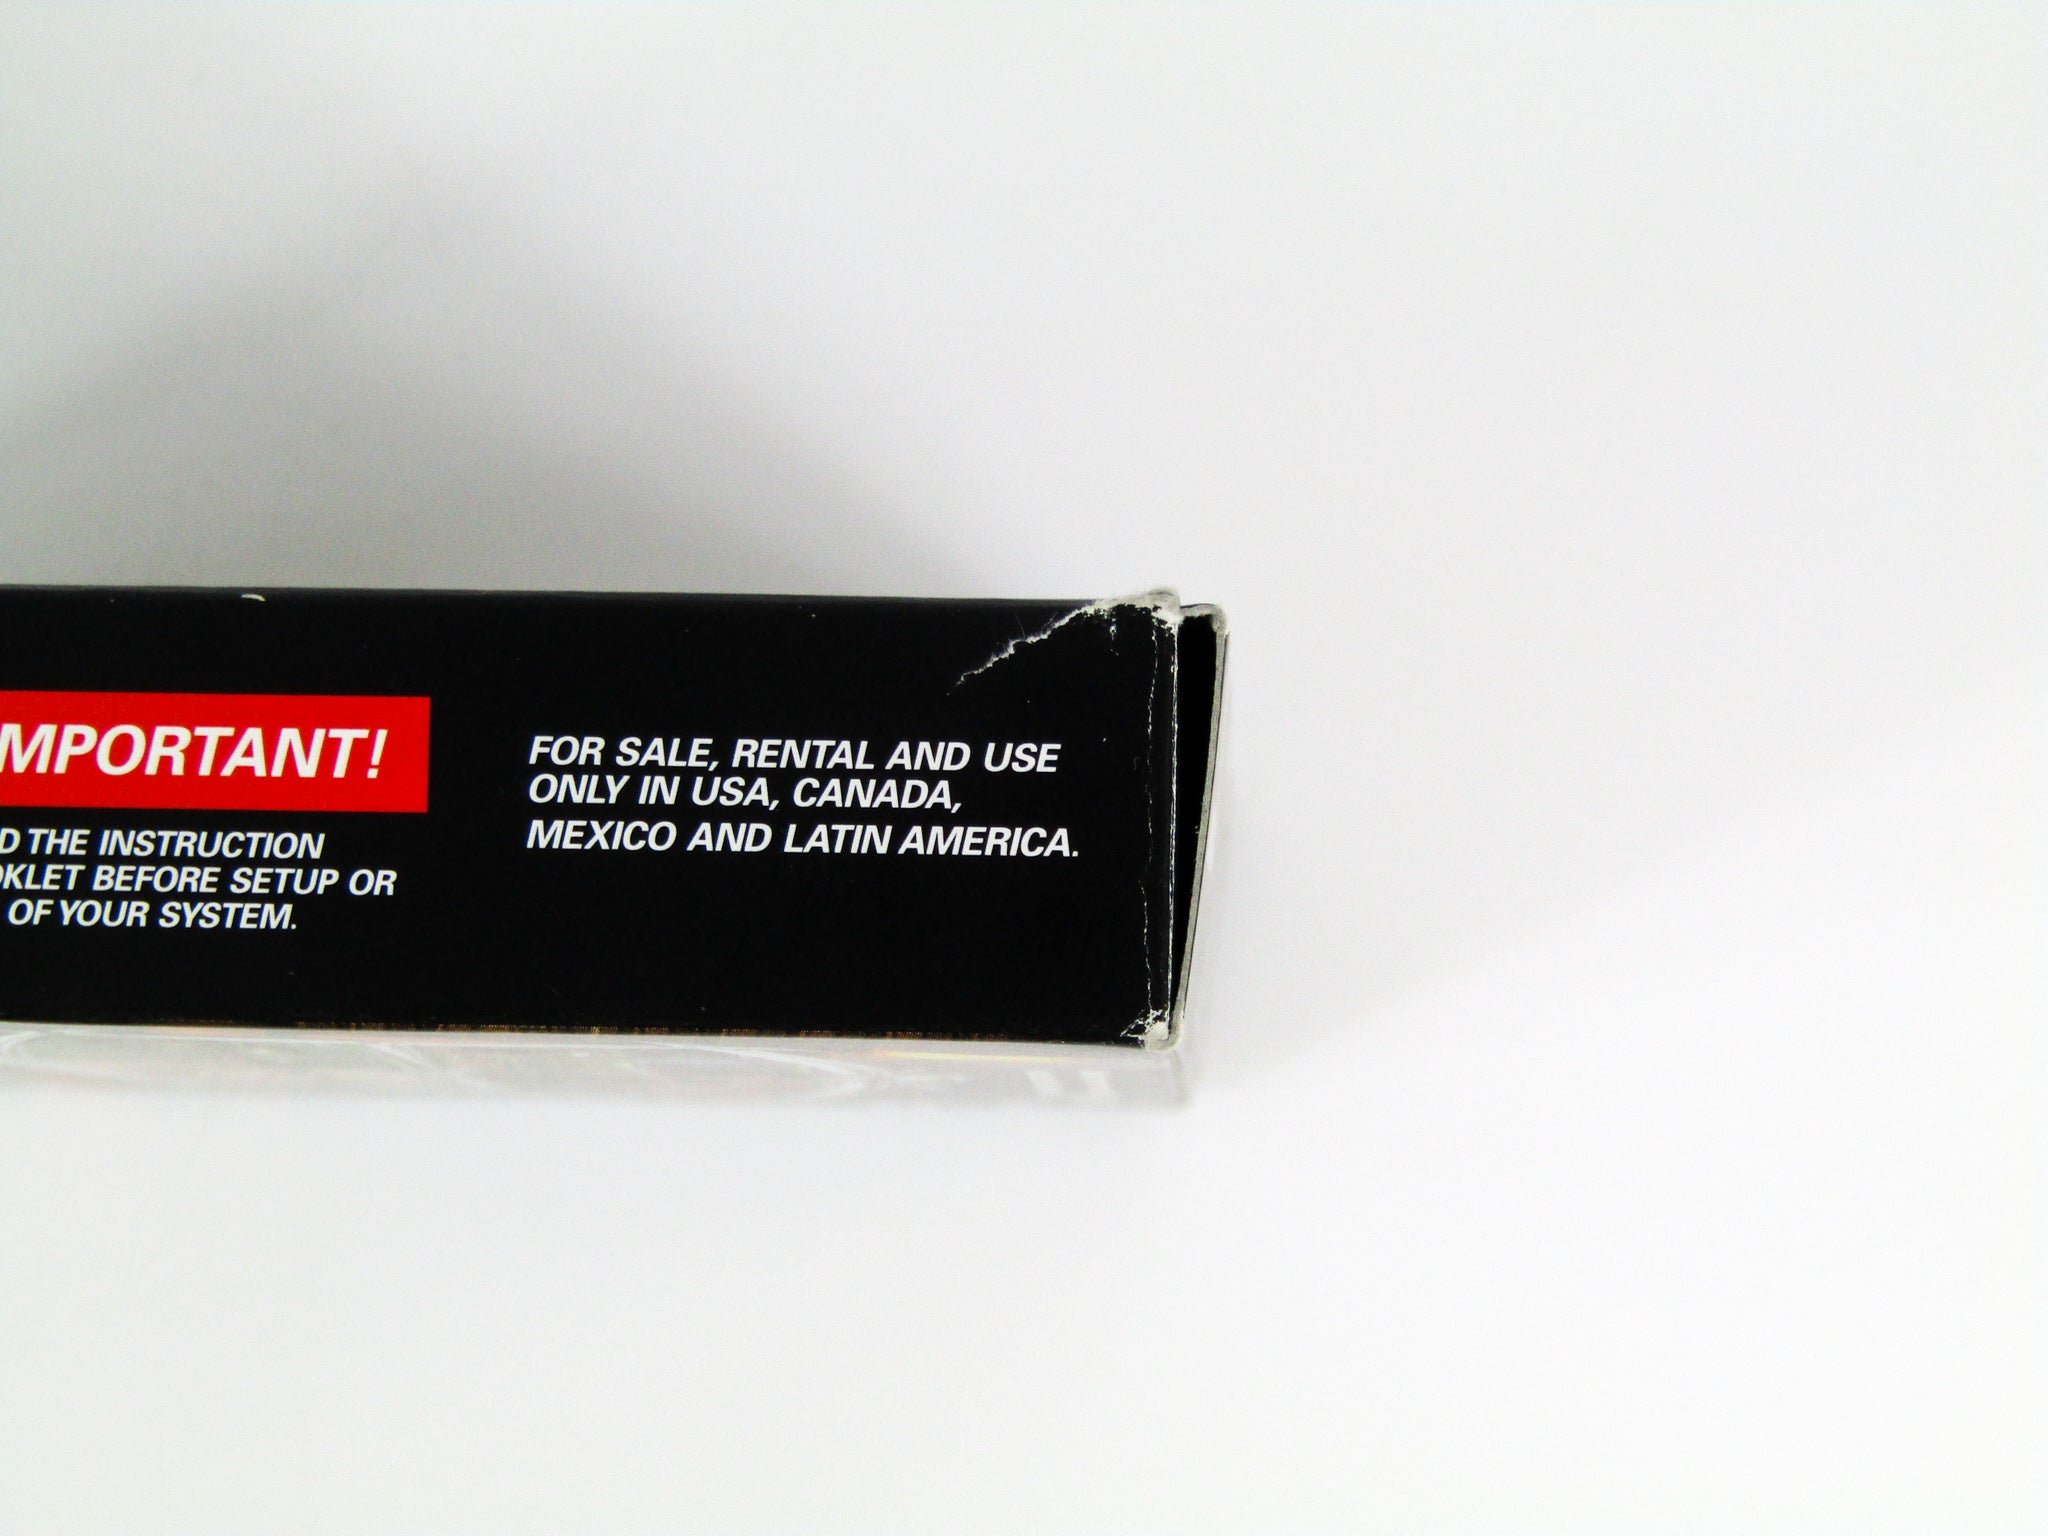 MPORTANT!
D THE INSTRUCTION
OKLET BEFORE SETUP OR
OF YOUR SYSTEM.
FOR SALE, RENTAL AND USE
ONLY IN USA, CANADA,
MEXICO AND LATIN AMERICA.